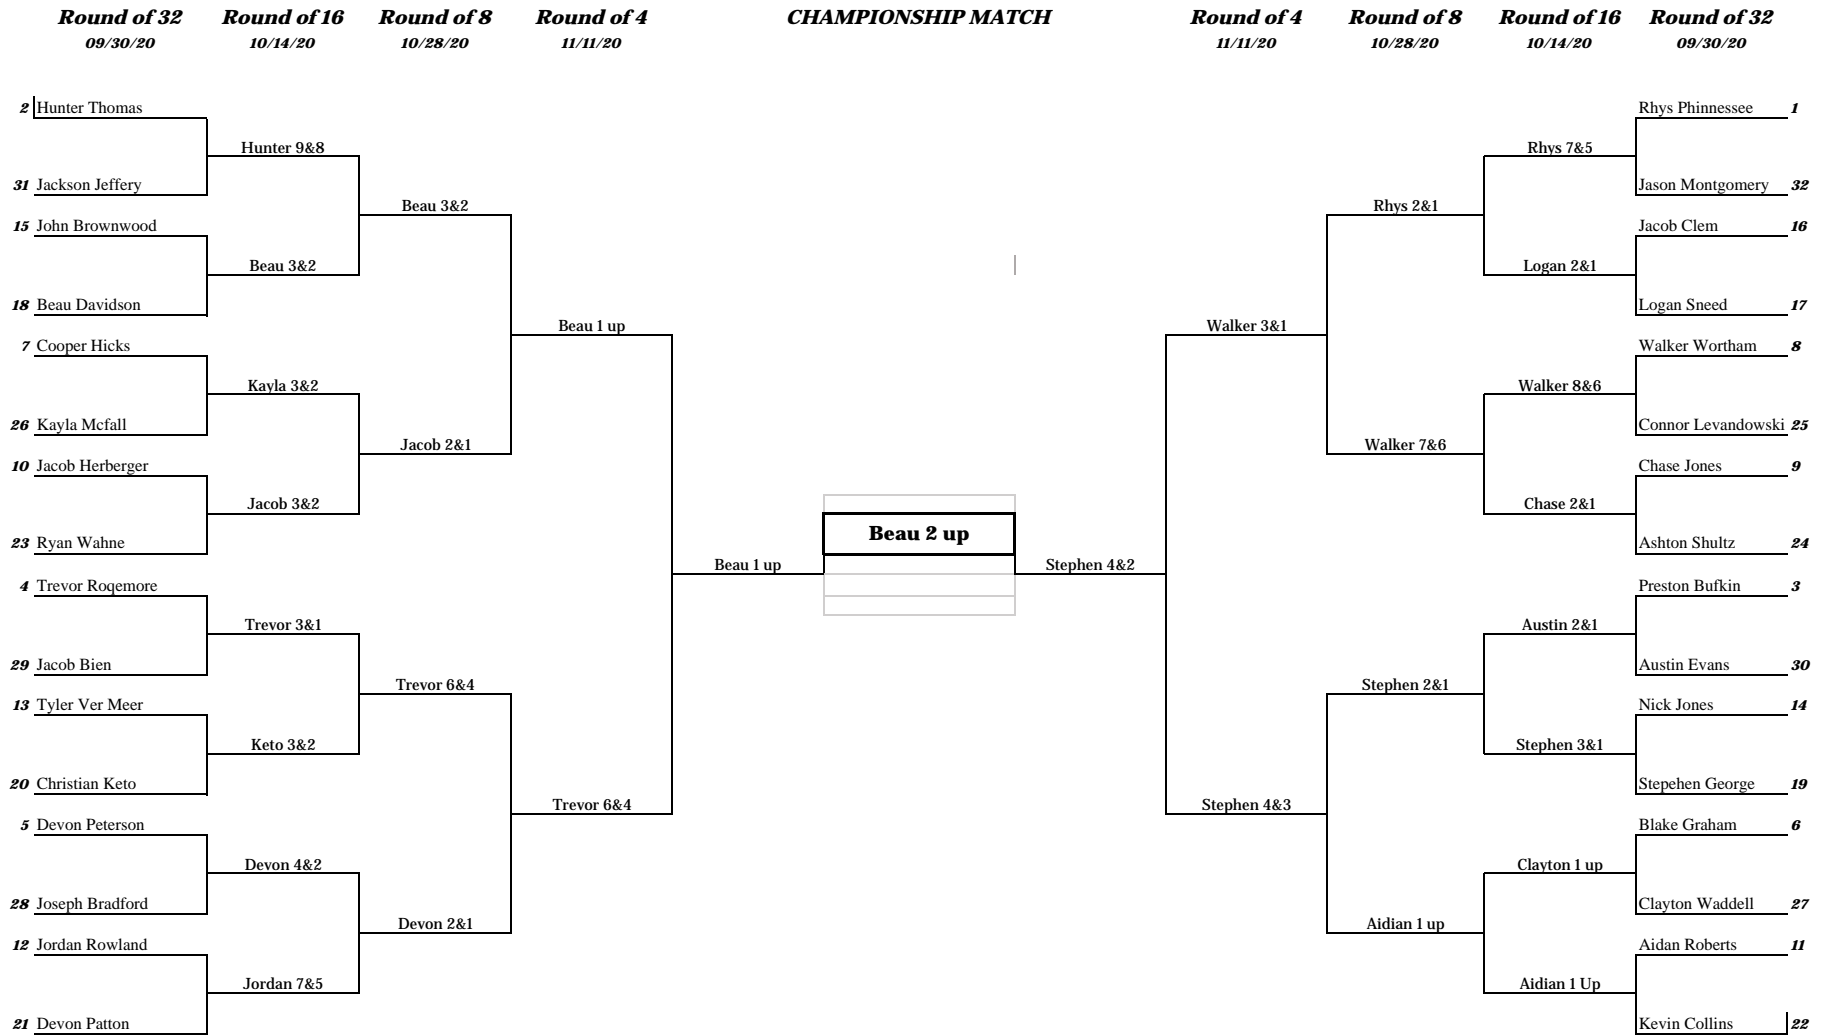 Round of 32 Round of 16 Round of 8 Round of 4 CHAMPIONSHIP MATCH Round of 4 Round of 8 Round of 16 Round of 32
09/30/20 10/14/20 10/28/20 11/11/20 11/11/20 10/28/20 10/14/20 09/30/20
2 Hunter Thomas Rhys Phinnessee 1
Hunter 9&8 Rhys 7&5
31 Jackson Jeffery Jason Montgomery 32
Beau 3&2 Rhys 2&1
15 John Brownwood Jacob Clem 16
Beau 3&2 Logan 2&1
18 Beau Davidson Logan Sneed 17
Beau 1 up Walker 3&1
7 Cooper Hicks Walker Wortham 8
Kayla 3&2 Walker 8&6
26 Kayla Mcfall Connor Levandowski 25
Jacob 2&1 Walker 7&6
10 Jacob Herberger Chase Jones 9
Jacob 3&2 Chase 2&1
Beau 2 up
23 Ryan Wahne Ashton Shultz 24
Beau 1 up Stephen 4&2
4 Trevor Roqemore Preston Bufkin 3
Trevor 3&1 Austin 2&1
29 Jacob Bien Austin Evans 30
Trevor 6&4 Stephen 2&1
13 Tyler Ver Meer Nick Jones 14
Keto 3&2 Stephen 3&1
20 Christian Keto Stepehen George 19
Trevor 6&4 Stephen 4&3
5 Devon Peterson Blake Graham 6
Devon 4&2 Clayton 1 up
28 Joseph Bradford Clayton Waddell 27
Devon 2&1 Aidian 1 up
12 Jordan Rowland Aidan Roberts 11
Jordan 7&5 Aidian 1 Up
21 Devon Patton Kevin Collins 22